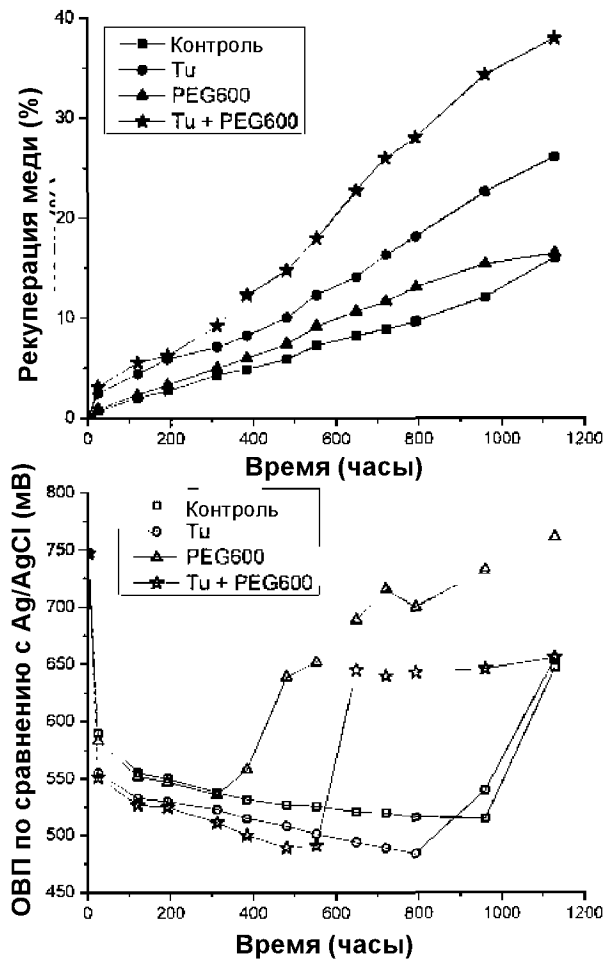 40
30
20
10
0
Рекуперация меди (%)
Контроль
Tu
PEG600
Tu + PEG600
0 200 400 600 800 1000 1200
Время (часы)
800
750
700
650
600
550
500
450
ОВП по сравнению с Ag/AgCl (мВ)
Контроль
Tu
PEG600
Tu + PEG600
0 200 400 600 800 1000 1200
Время (часы)